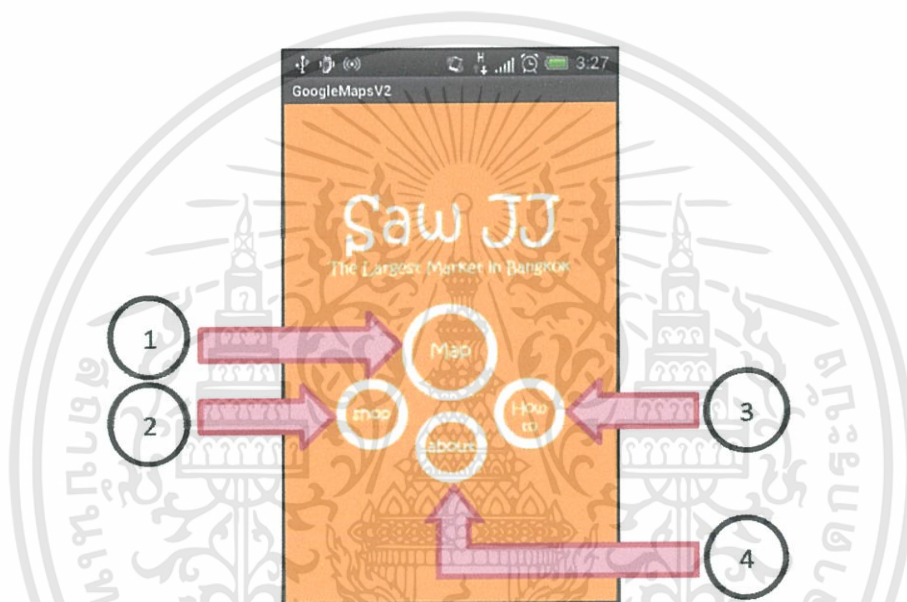 3:27
GoogleMapsV2
Saw JJ
The Largest Market in Bangkok
1
Map
2
Shop
How
to
3
about
4